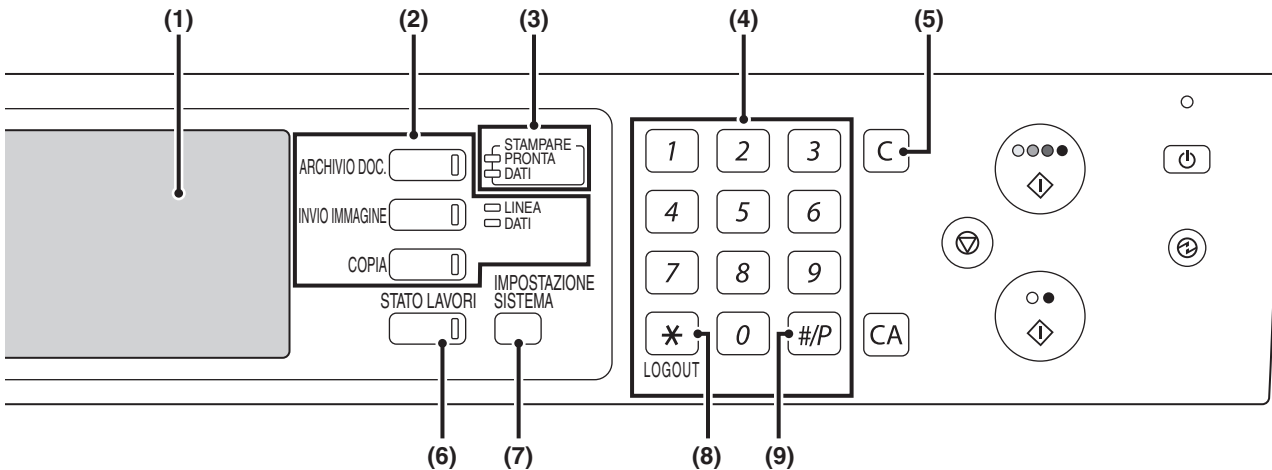 (1) (2) (3) (4) (5)
STAMPARE
PRONTA
DATI
ARCHIVIO DOC.
INVIO IMMAGINE
LINEA
DATI
COPIA
STATO LAVORI
IMPOSTAZIONE
SISTEMA
1 2 3 C
4 5 6
7 8 9
* 0 #/P CA
LOGOUT
(6) (7) (8) (9)